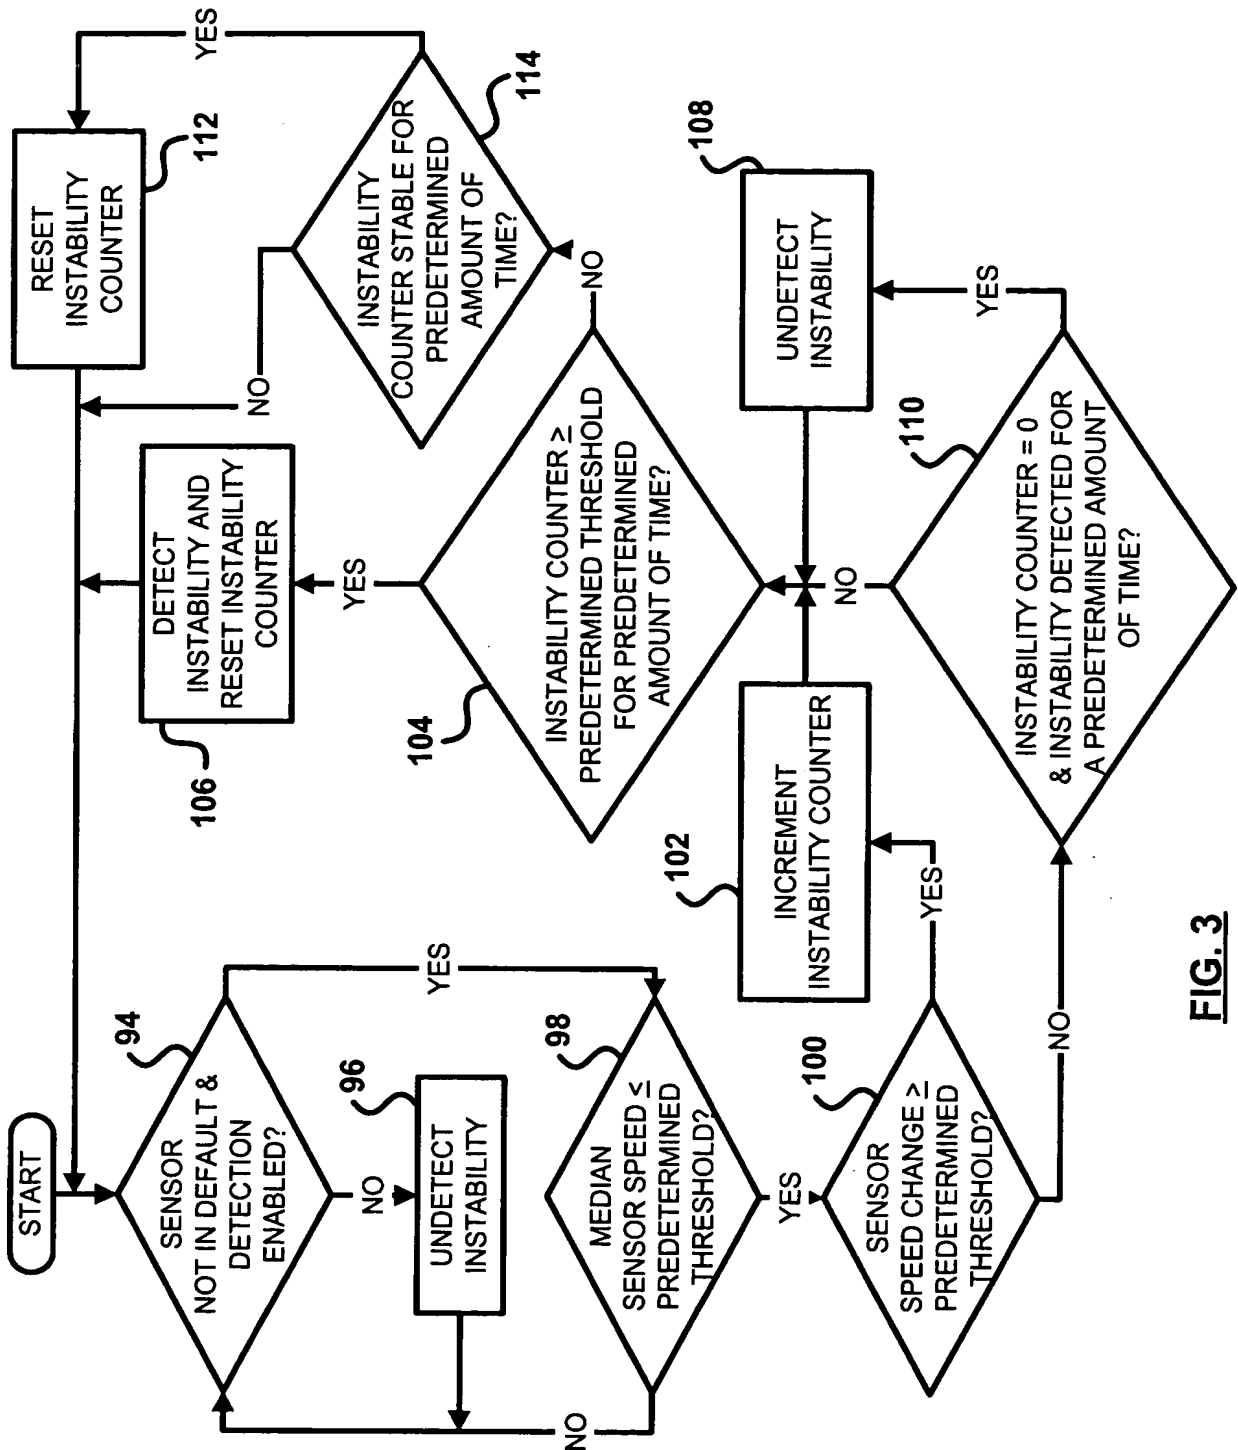 START
SENSOR
NOT IN DEFAULT &
DETECTION
ENABLED?
94
NO
UNDETECT
INSTABILITY
96
YES
MEDIAN
SENSOR SPEED ≤
PREDETERMINED
THRESHOLD?
98
NO
YES
SENSOR
SPEED CHANGE ≥
PREDETERMINED
THRESHOLD?
100
YES
NO
INCREMENT
INSTABILITY COUNTER
102
INSTABILITY COUNTER = 0
& INSTABILITY DETECTED FOR
A PREDETERMINED AMOUNT
OF TIME?
110
YES
NO
UNDETECT
INSTABILITY
108
INSTABILITY COUNTER ≥
PREDETERMINED THRESHOLD
FOR PREDETERMINED
AMOUNT OF TIME?
104
YES
NO
DETECT
INSTABILITY AND
RESET INSTABILITY
COUNTER
106
INSTABILITY
COUNTER STABLE FOR
PREDETERMINED
AMOUNT OF
TIME?
114
NO
YES
RESET
INSTABILITY
COUNTER
112
FIG. 3